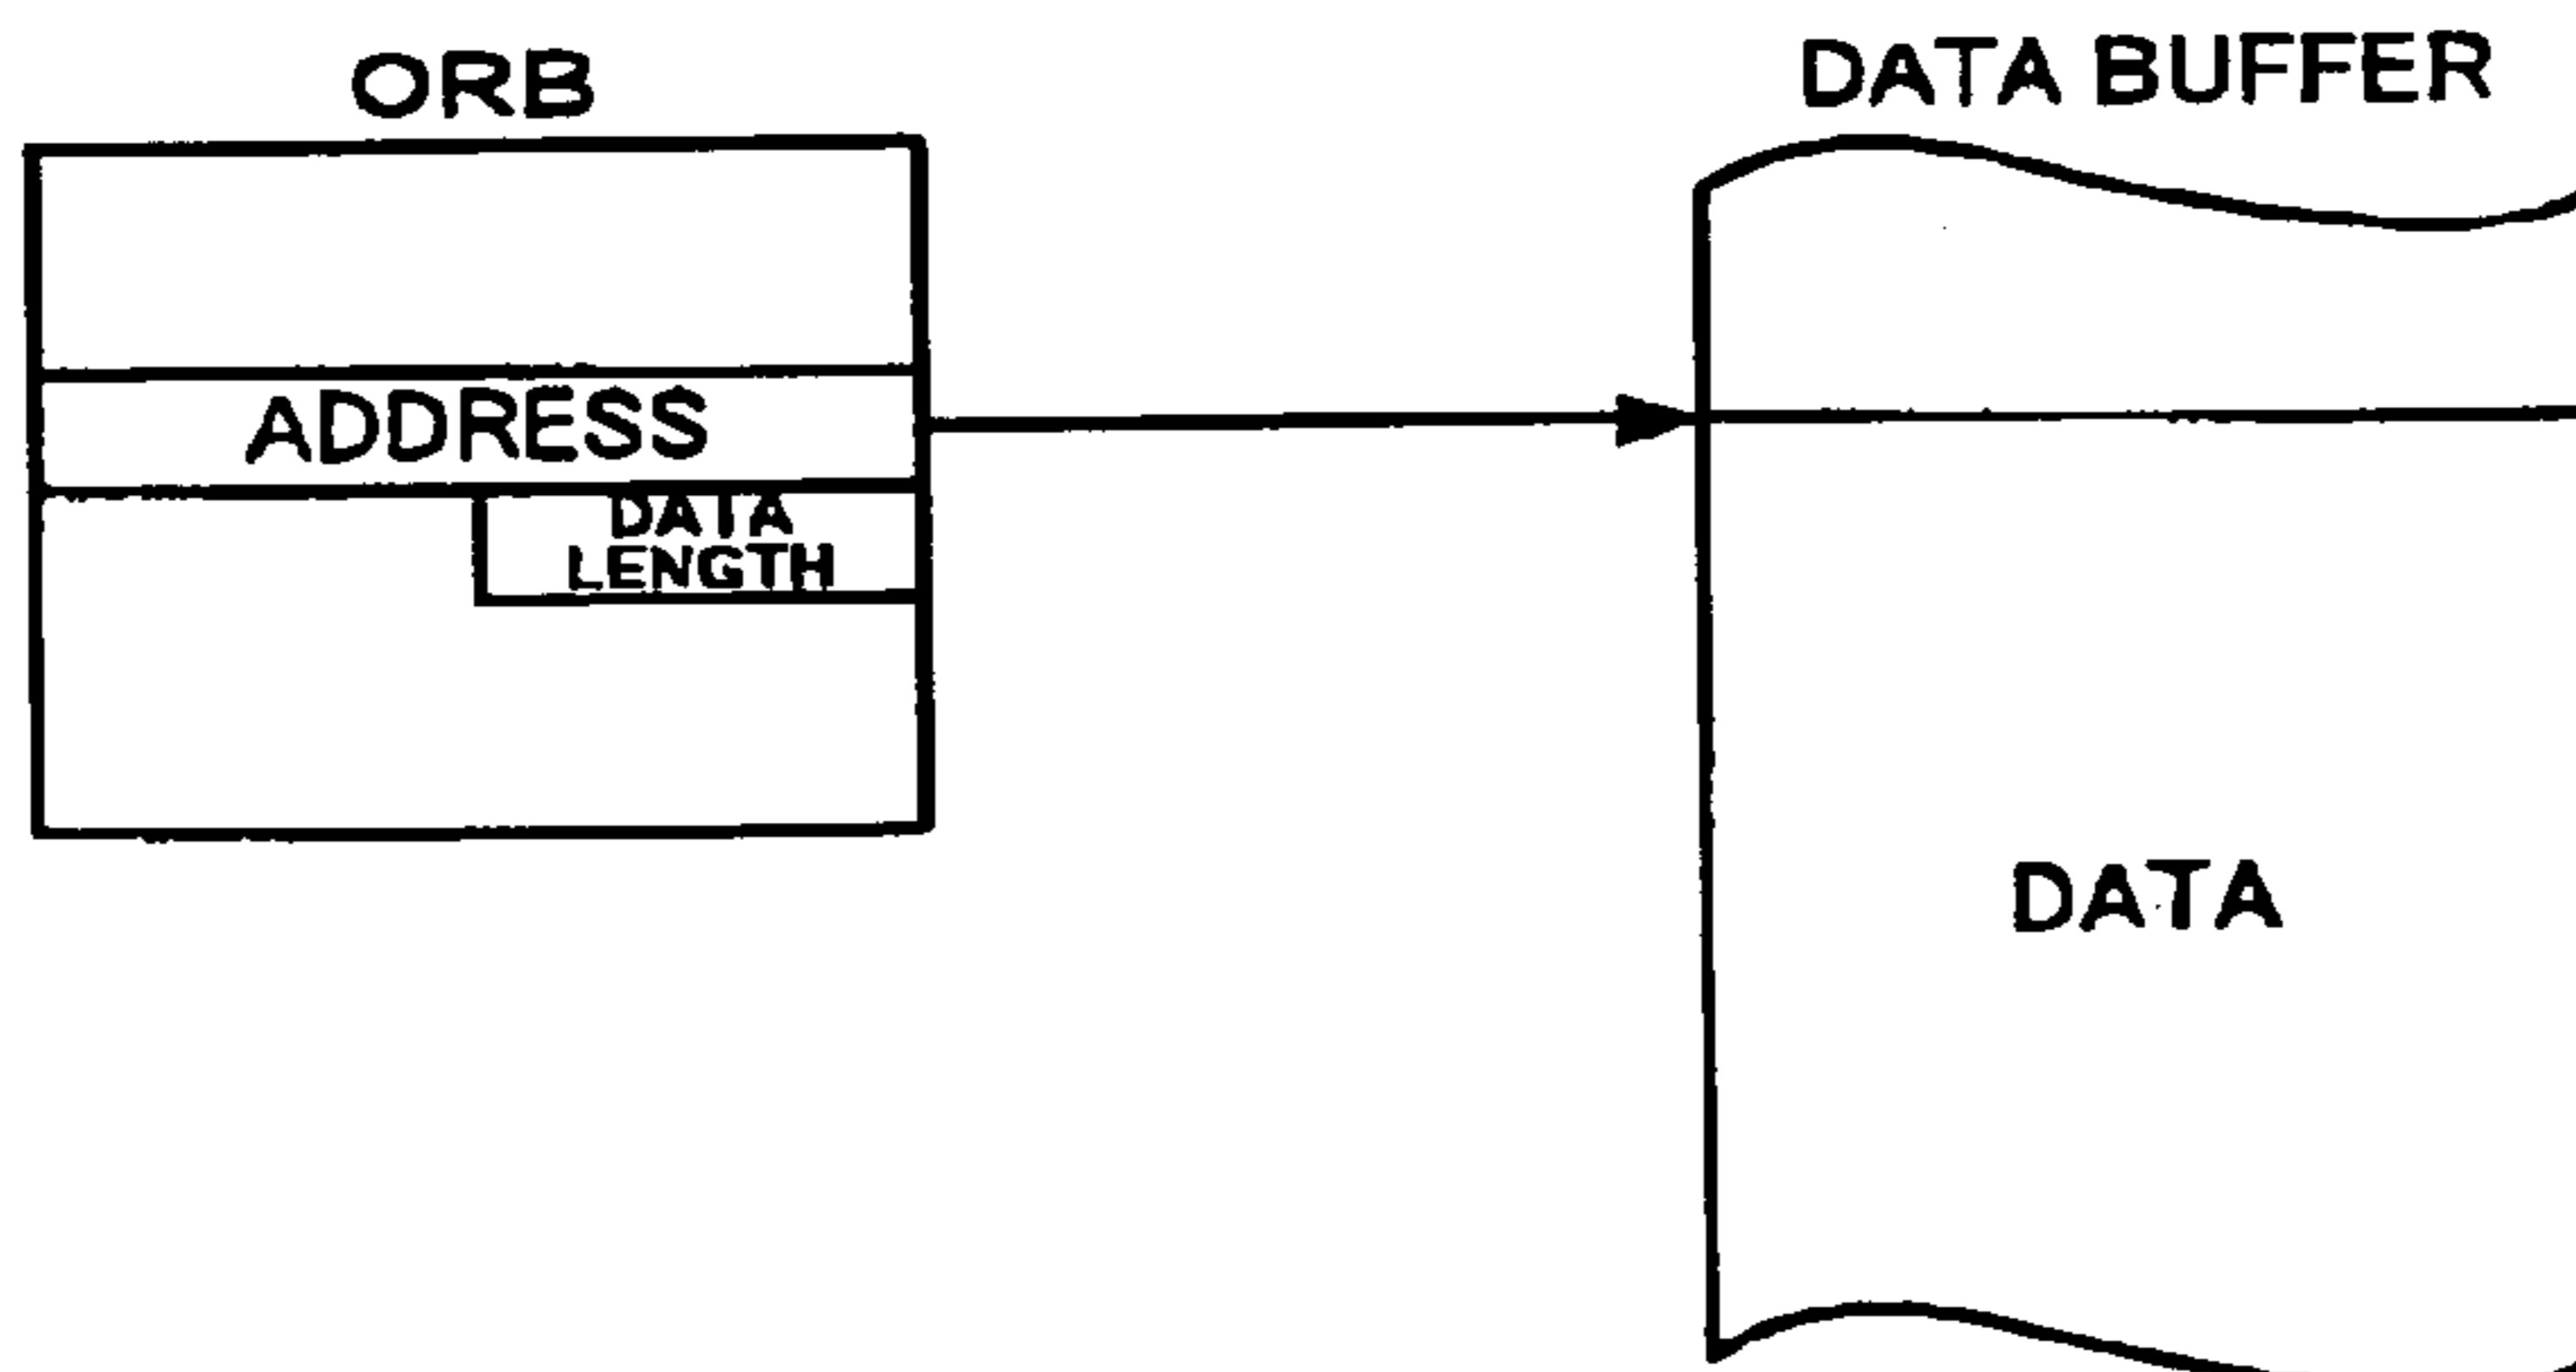 ORB
DATA BUFFER
ADDRESS
DATA
LENGTH
DATA